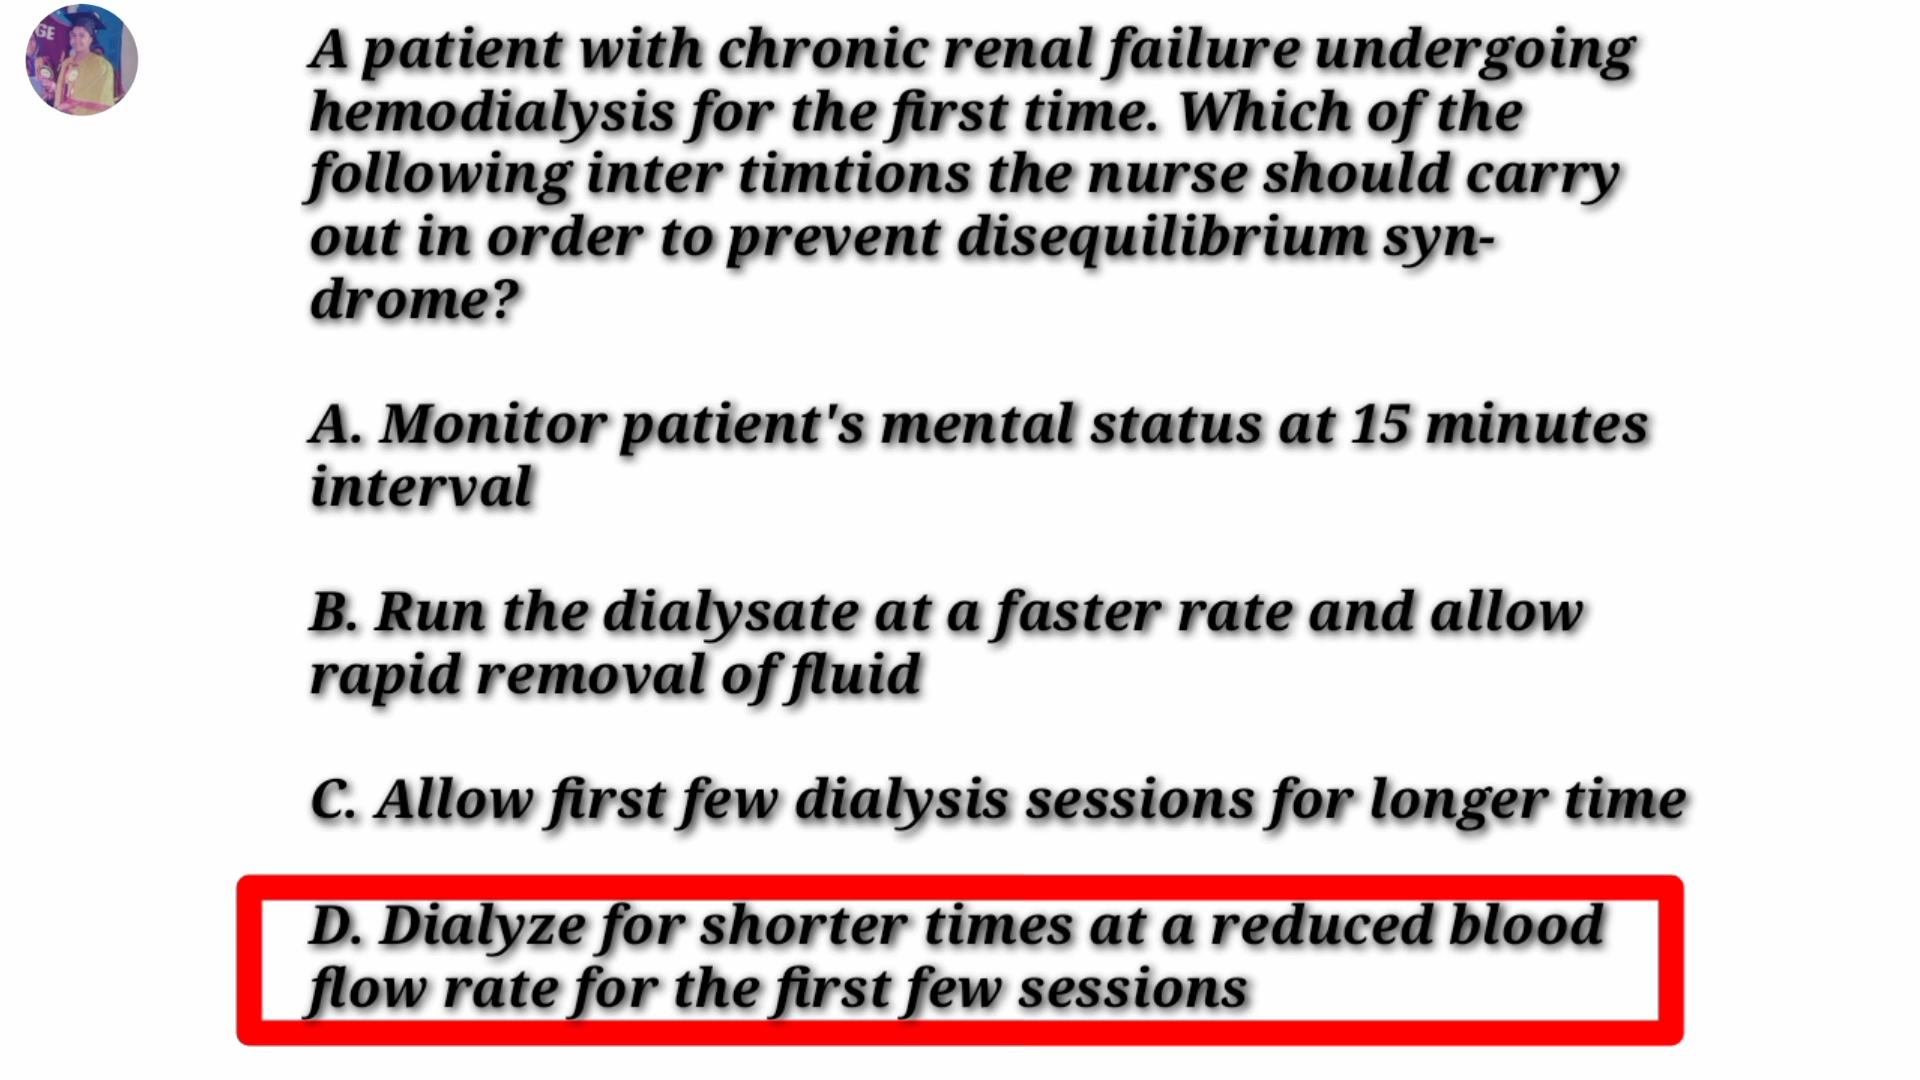 GE
A patient with chronic renal failure undergoing
hemodialysis for the first time. Which of the
following inter timtions the nurse should carry
out in order to prevent disequilibrium syn-
drome?
A. Monitor patient's mental status at 15 minutes
interval
B. Run the dialysate at a faster rate and allow
rapid removal of fluid
C. Allow first few dialysis sessions for longer time
D. Dialyze for shorter times at a reduced blood
flow rate for the first few sessions